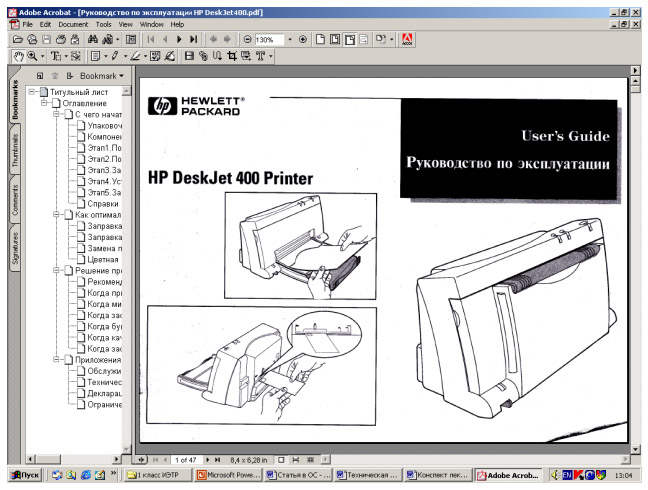 Adobe Acrobat - [Руководство по эксплуатации HP DeskJet400.pdf]
File Edit Document Tools View Window Help
130%
Bookmark
Bookmarks
Thumbnails
Comments
Signatures
Титульный лист
Оглавление
С чего начат
Упаковоч
Компонен
Этап1.По
Этап2.По
Этап3.За
Этап4.Ус
Этап5.За
Справки
Как оптимал
Заправка
Заправка
Замена п
Цветная
Решение про
Рекоменд
Когда при
Когда ми
Когда зас
Когда бу
Когда кач
Когда зас
Приложения
Обслужи
Техничес
Декларац
Ограниче
hp HEWLETT®
PACKARD
User's Guide
Руководство по эксплуатации
HP DeskJet 400 Printer
1 of 47 8,4 x 6,28 in
Пуск 1 класс ИЭТР Microsoft Powe... Статья в ОС - ... Техническая ... Конспект лек... Adobe Acrob... EN 13:04